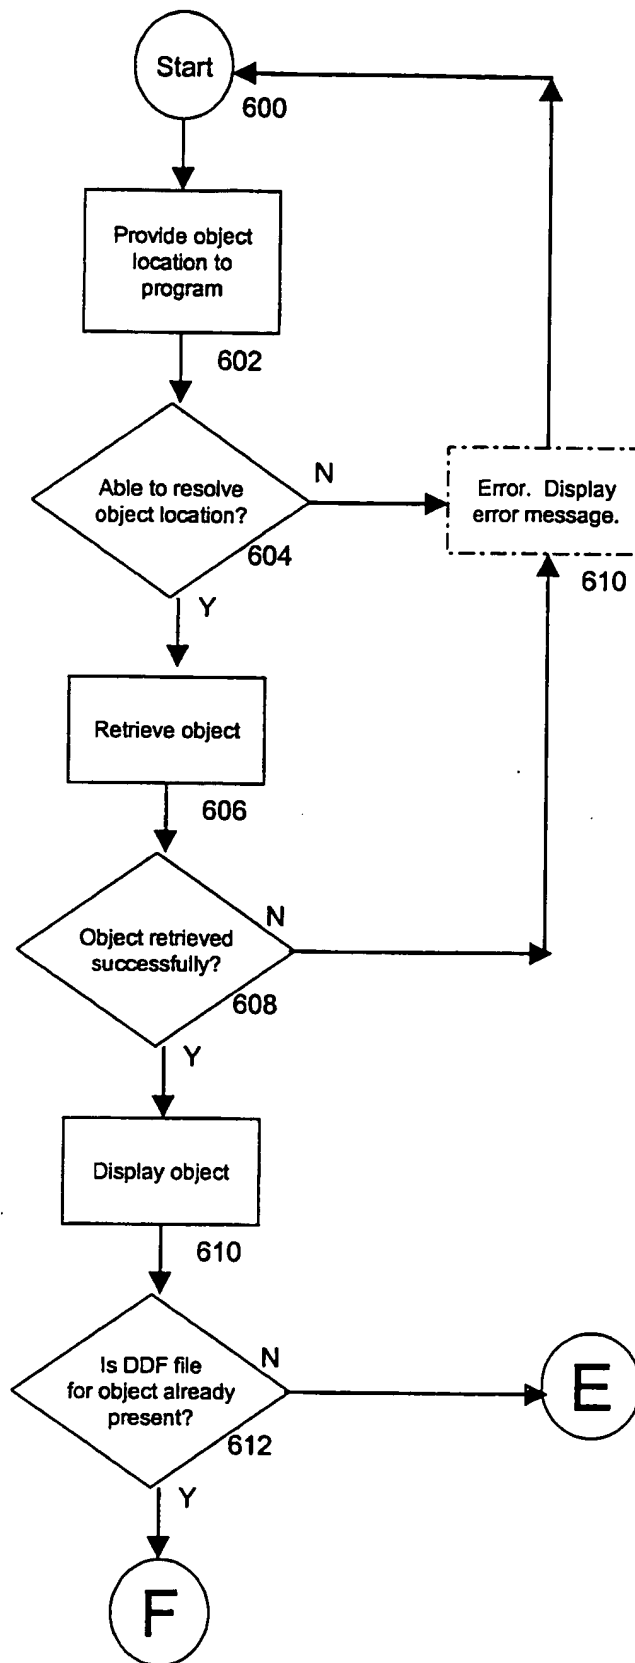 Start
600
Provide object
location to
program
602
Able to resolve
object location?
604
N
Y
Error. Display
error message.
610
Retrieve object
606
Object retrieved
successfully?
608
N
Y
Display object
610
Is DDF file
for object already
present?
612
N
E
Y
F